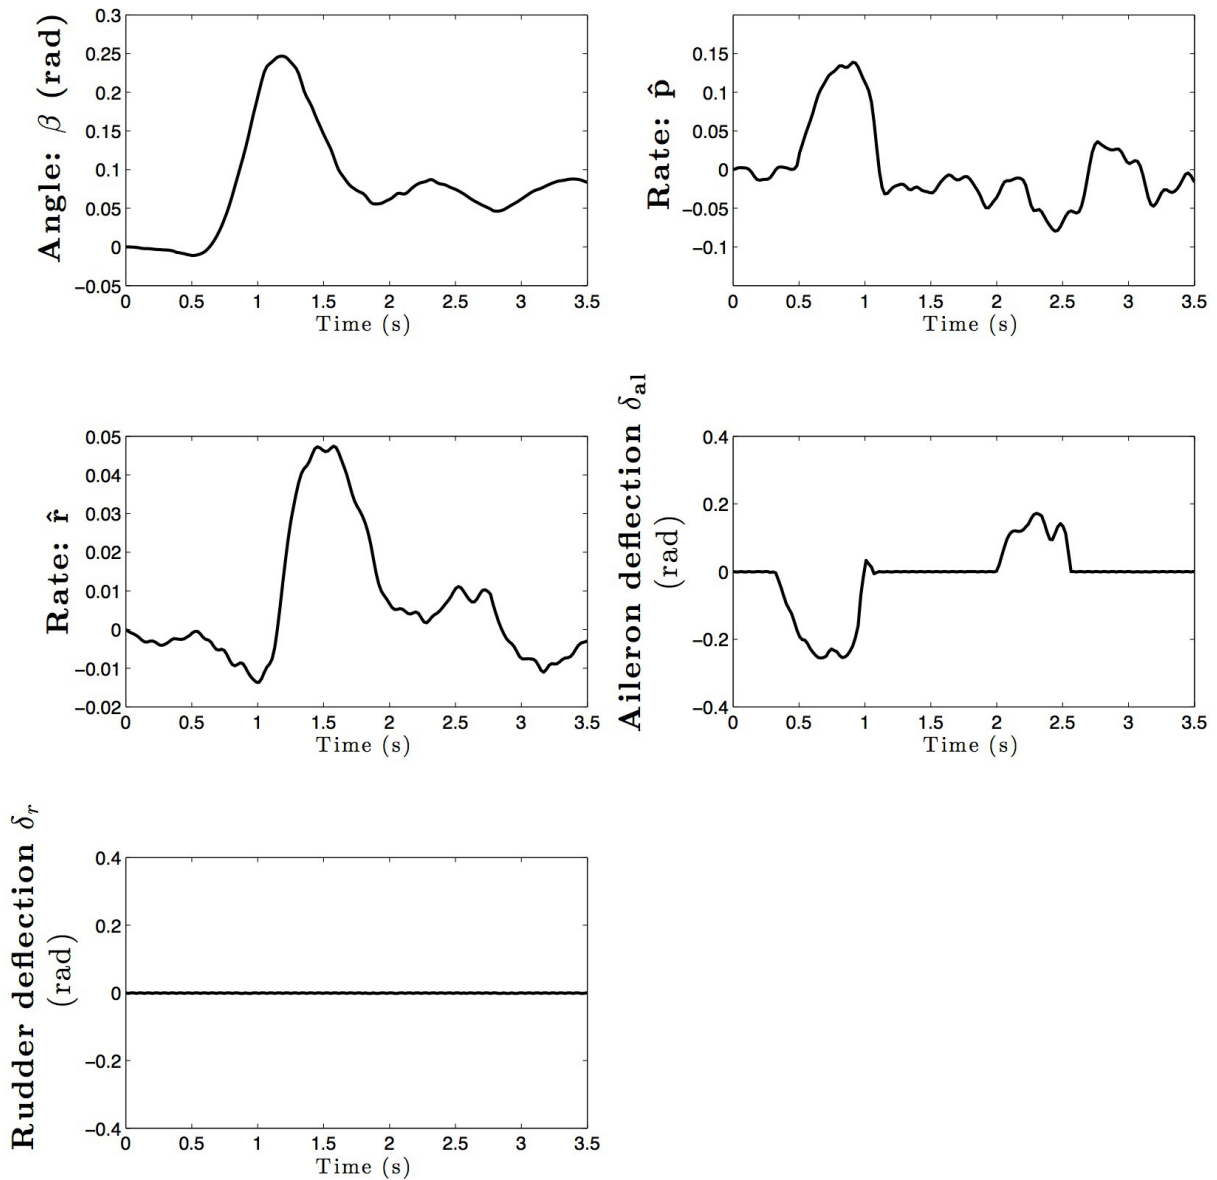 Angle: β (rad)
0.3
0.25
0.2
0.15
0.1
0.05
0
−0.05
0 0.5 1 1.5 2 2.5 3 3.5
Time (s)
Rate: p̂
0.15
0.1
0.05
0
−0.05
−0.1
0 0.5 1 1.5 2 2.5 3 3.5
Time (s)
Rate: r̂
0.05
0.04
0.03
0.02
0.01
0
−0.01
−0.02
0 0.5 1 1.5 2 2.5 3 3.5
Time (s)
Aileron deflection δal
(rad)
0.4
0.2
0
−0.2
−0.4
0 0.5 1 1.5 2 2.5 3 3.5
Time (s)
Rudder deflection δr
(rad)
0.4
0.2
0
−0.2
−0.4
0 0.5 1 1.5 2 2.5 3 3.5
Time (s)